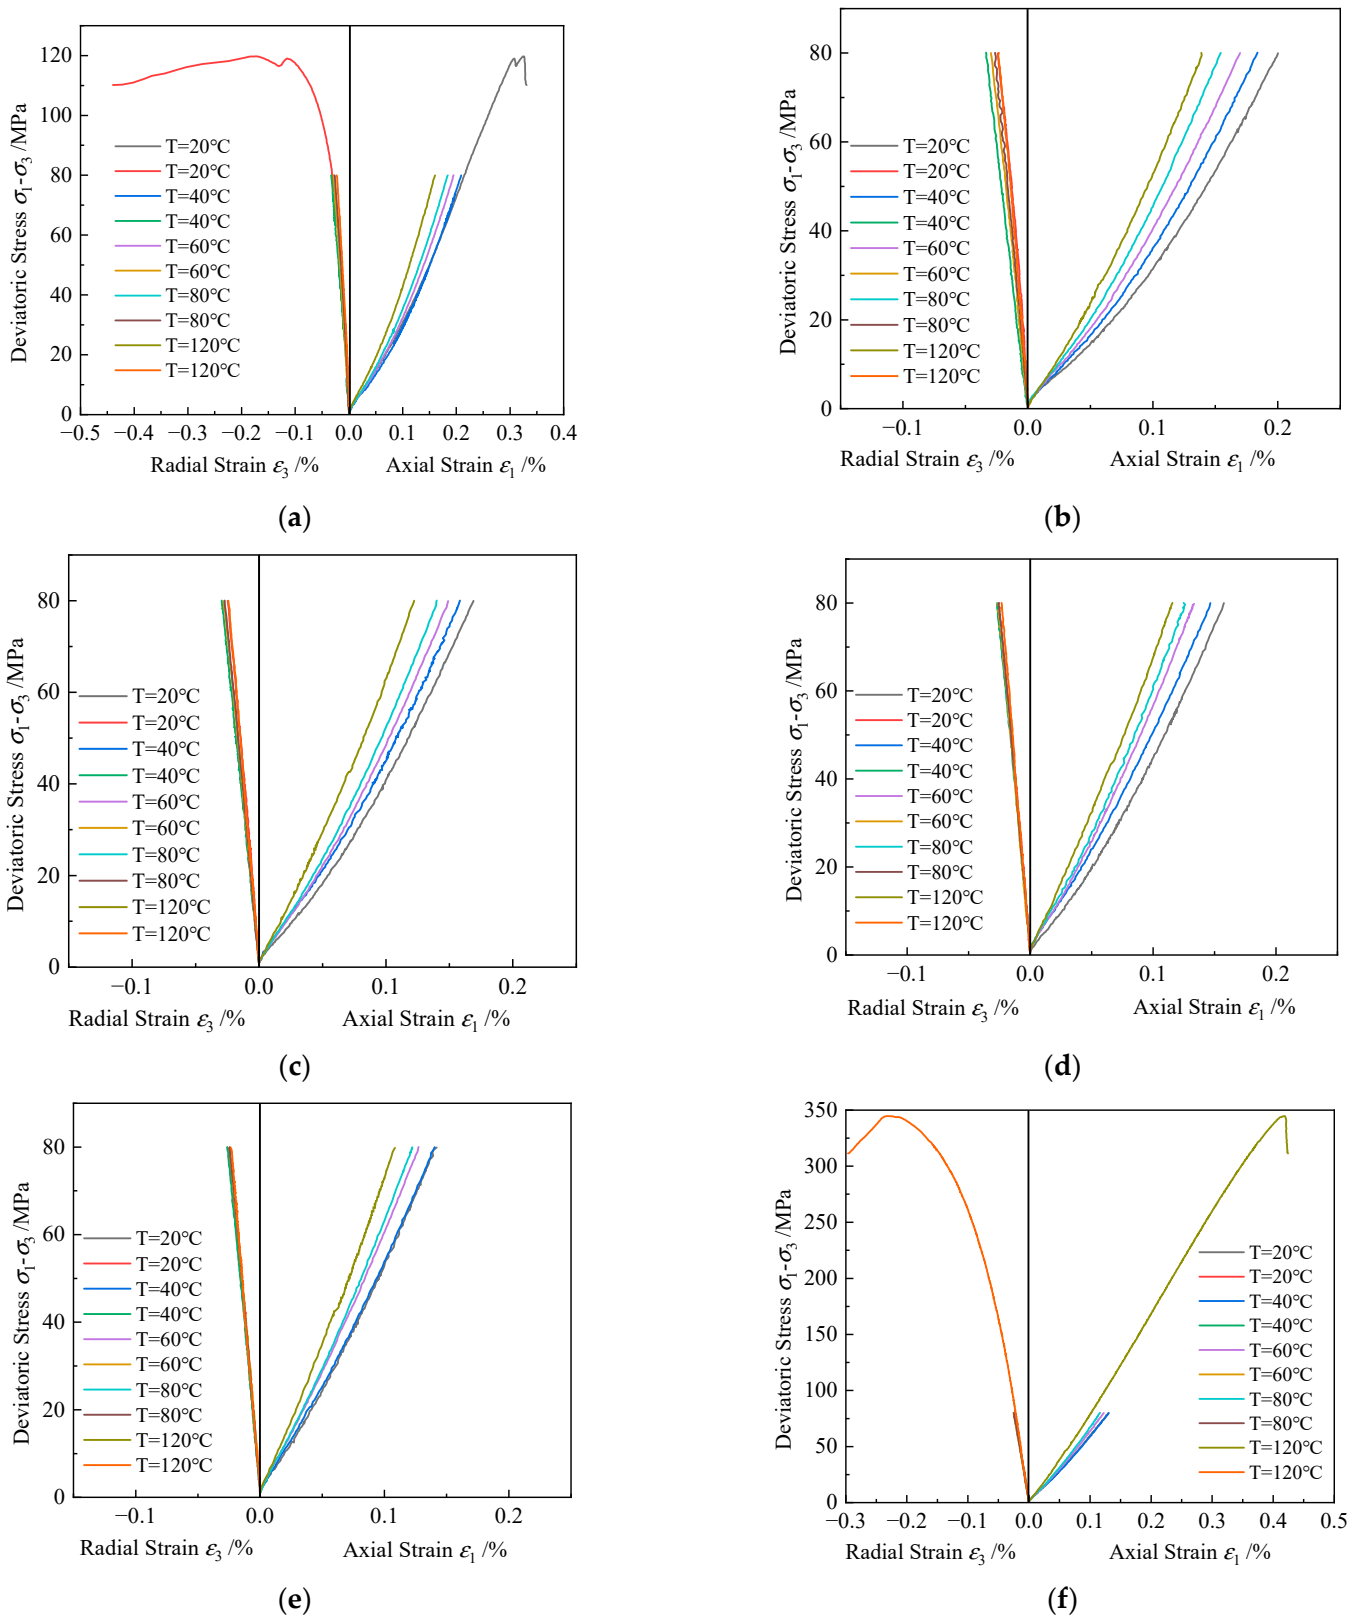 120
100
80
60
40
20
0
Deviatoric Stress σ1-σ3 /MPa
T=20℃
T=20℃
T=40℃
T=40℃
T=60℃
T=60℃
T=80℃
T=80℃
T=120℃
T=120℃
−0.5 −0.4 −0.3 −0.2 −0.1 0.0 0.1 0.2 0.3 0.4
Radial Strain ε3 /% Axial Strain ε1 /%
(a)
80
60
40
20
0
Deviatoric Stress σ1-σ3 /MPa
T=20℃
T=20℃
T=40℃
T=40℃
T=60℃
T=60℃
T=80℃
T=80℃
T=120℃
T=120℃
−0.1 0.0 0.1 0.2
Radial Strain ε3 /% Axial Strain ε1 /%
(b)
80
60
40
20
0
Deviatoric Stress σ1-σ3 /MPa
T=20℃
T=20℃
T=40℃
T=40℃
T=60℃
T=60℃
T=80℃
T=80℃
T=120℃
T=120℃
−0.1 0.0 0.1 0.2
Radial Strain ε3 /% Axial Strain ε1 /%
(c)
80
60
40
20
0
Deviatoric Stress σ1-σ3 /MPa
T=20℃
T=20℃
T=40℃
T=40℃
T=60℃
T=60℃
T=80℃
T=80℃
T=120℃
T=120℃
−0.1 0.0 0.1 0.2
Radial Strain ε3 /% Axial Strain ε1 /%
(d)
80
60
40
20
0
Deviatoric Stress σ1-σ3 /MPa
T=20℃
T=20℃
T=40℃
T=40℃
T=60℃
T=60℃
T=80℃
T=80℃
T=120℃
T=120℃
−0.1 0.0 0.1 0.2
Radial Strain ε3 /% Axial Strain ε1 /%
(e)
350
300
250
200
150
100
50
0
Deviatoric Stress σ1-σ3 /MPa
T=20℃
T=20℃
T=40℃
T=40℃
T=60℃
T=60℃
T=80℃
T=80℃
T=120℃
T=120℃
−0.3 −0.2 −0.1 0.0 0.1 0.2 0.3 0.4 0.5
Radial Strain ε3 /% Axial Strain ε1 /%
(f)